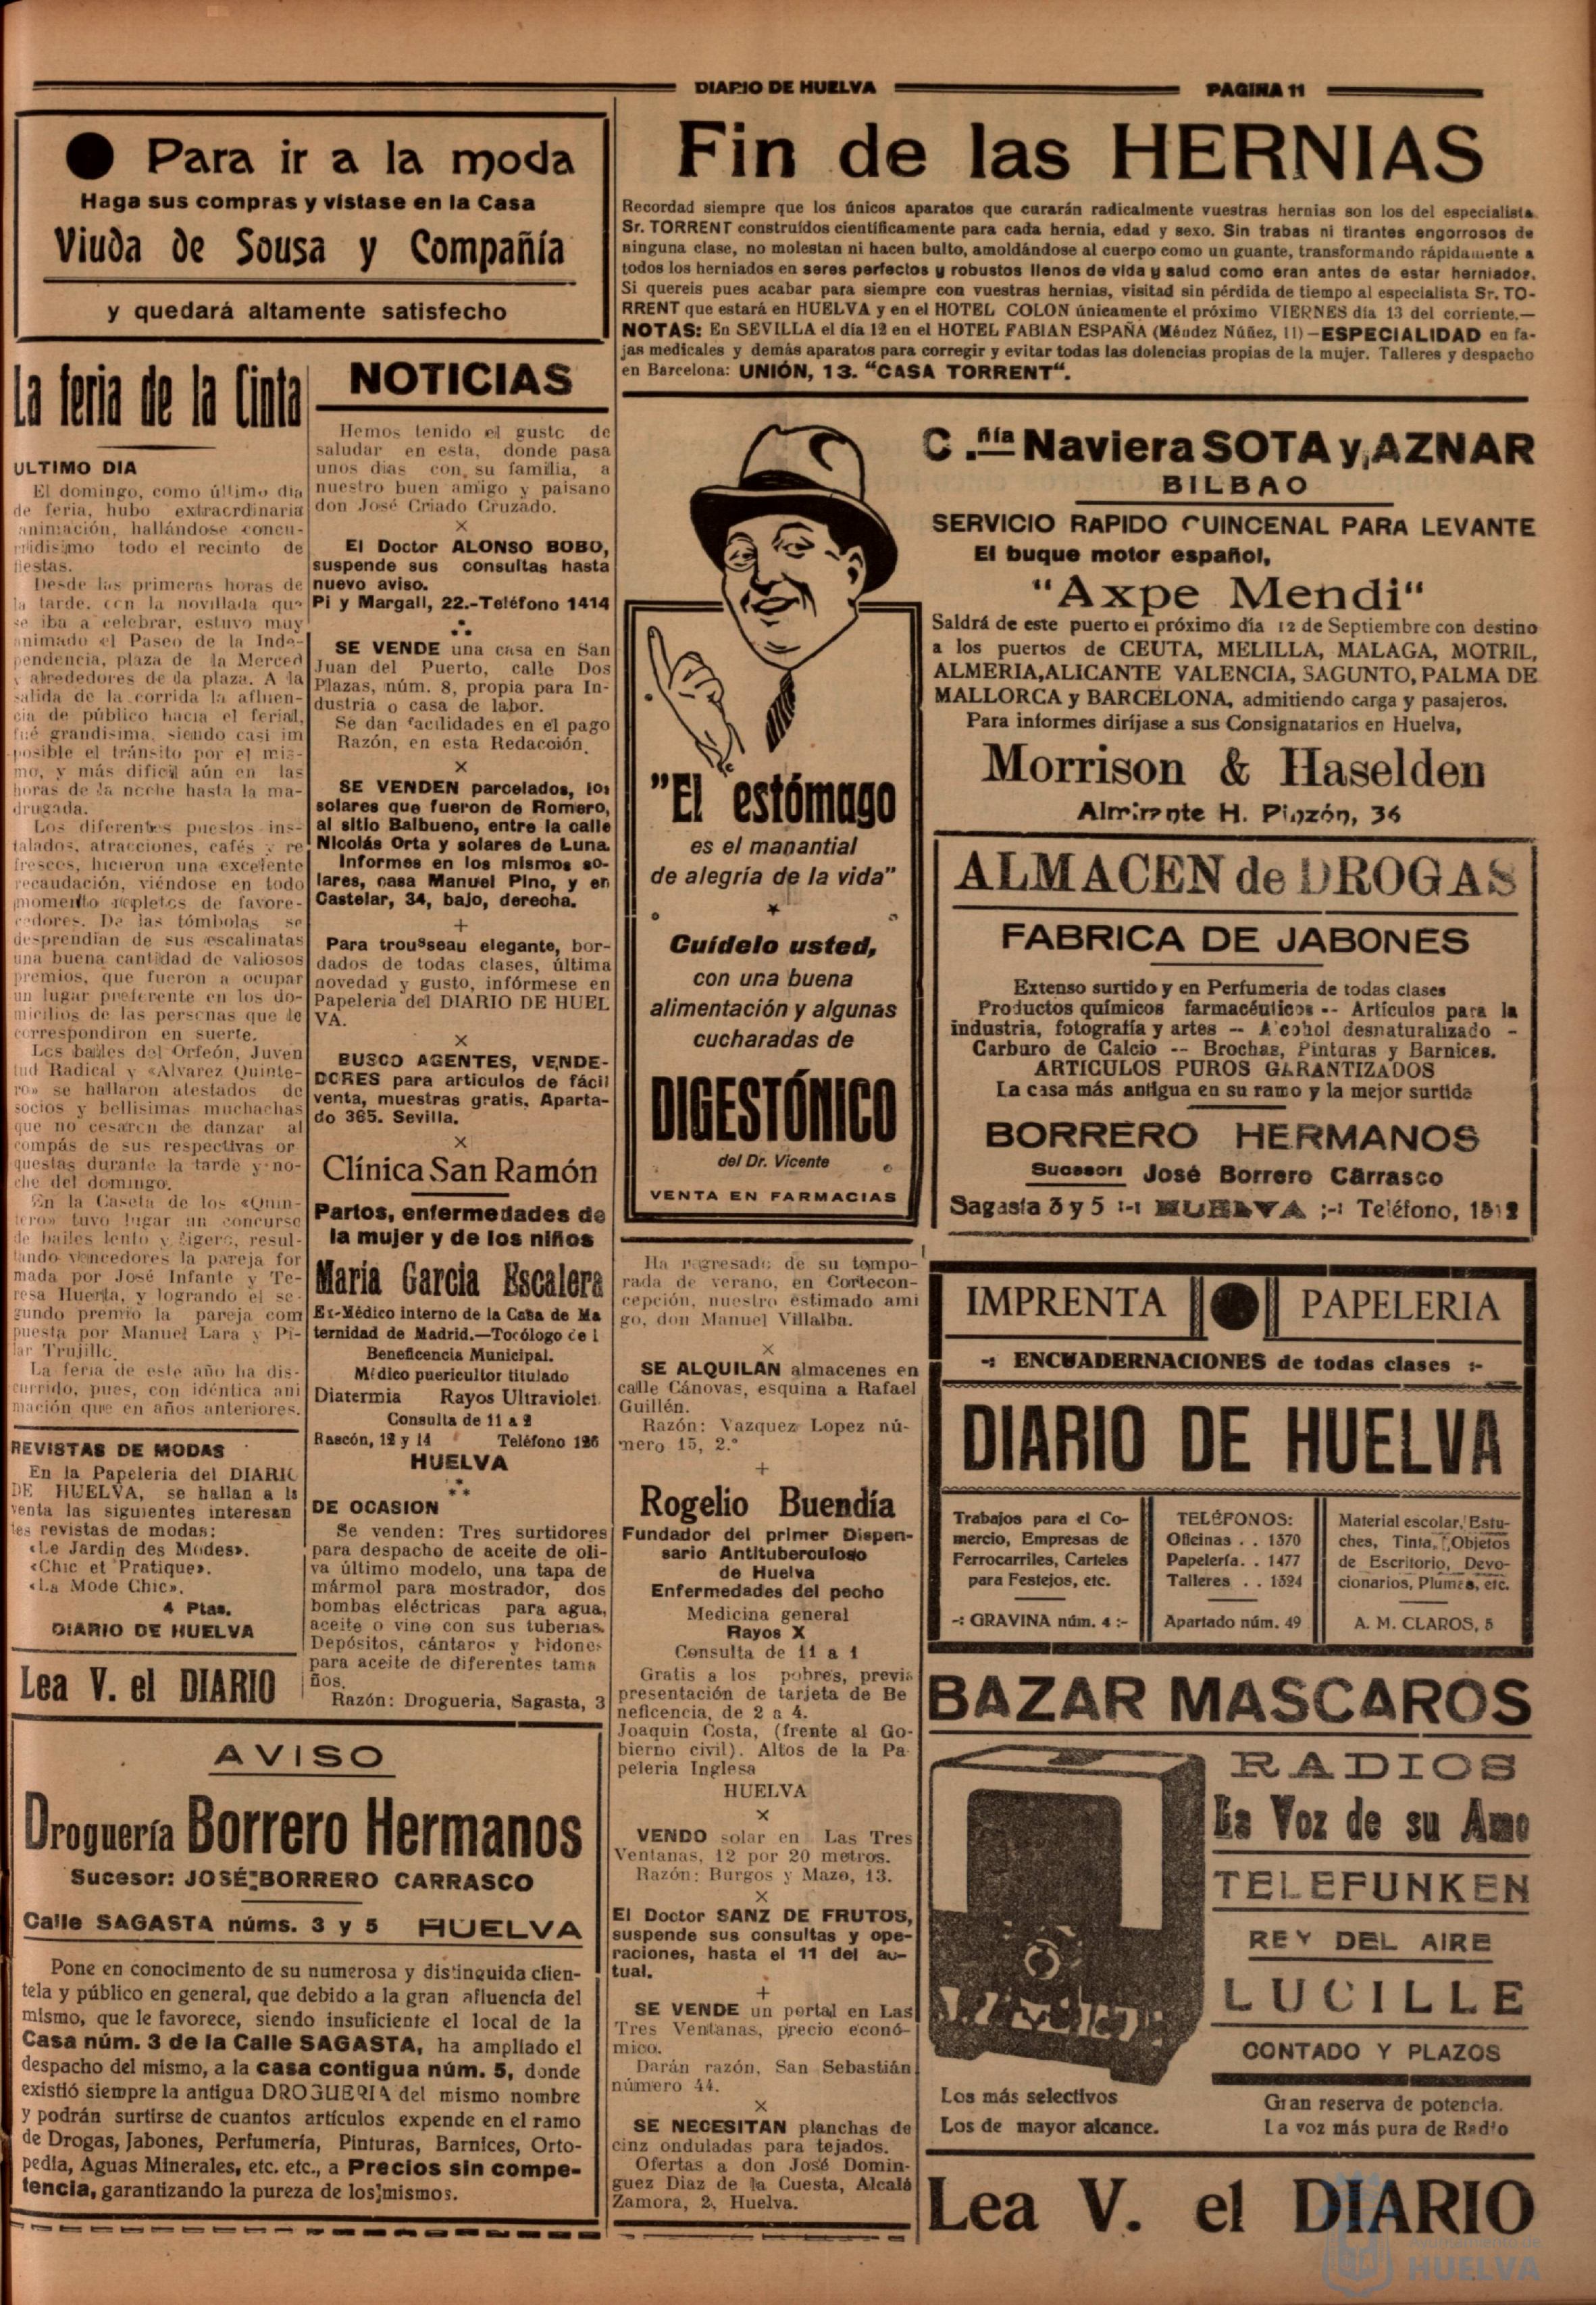 DIARIO DE HUELVA
PAGINA 11
Para ir a la moda
Haga sus compras y vístase en la Casa
Viuda de Sousa y Compañía
y quedará altamente satisfecho
La feria de la Cinta
ULTIMO DIA
El domingo, como último dia
de feria, hubo extraordinaria
animación, hallándose concu-
rridisimo todo el recinto de
fiestas.
Desde las primeras horas de
la tarde, con la novillada que
se iba a celebrar, estuvo muy
animado el Paseo de la Inde-
pendencia, plaza de la Merced
y alrededores de la plaza. A la
salida de la corrida la afluen-
cia de público hacia el ferial,
fué grandisima, siendo casi im
posible el tránsito por el mis-
mo, y más dificil aún en las
horas de la noche hasta la ma-
drugada.
Los diferentes puestos ins-
talados, atracciones, cafés y re
frescos, hicieron una excelente
recaudación, viéndose en todo
momento repletos de favore-
cedores. De las tómbolas se
desprendian de sus escalinatas
una buena cantidad de valiosos
premios, que fueron a ocupar
un lugar preferente en los do-
micilios de las personas que le
correspondiron en suerte.
Los bailes del Orfeón, Juven
tud Radical y «Alvarez Quinte-
ro» se hallaron atestados de
socios y bellisimas muchachas
que no cesaron de danzar al
compás de sus respectivas or
questas durante la tarde y no-
che del domingo.
En la Caseta de los «Quin-
tero» tuvo lugar un concurso
de bailes lento y ligero, resul-
tando vencedores la pareja for
mada por José Infante y Te-
resa Huerta, y logrando el se-
gundo premio la pareja com
puesta por Manuel Lara y Pi-
lar Trujillo.
La feria de este año ha dis-
currido, pues, con idéntica ani
mación que en años anteriores.
REVISTAS DE MODAS
En la Papeleria del DIARIO
DE HUELVA, se hallan a la
venta las siguientes interesan
tes revistas de modas:
«Le Jardin des Modes».
«Chic et Pratique».
«La Mode Chic».
4 Ptas.
DIARIO DE HUELVA
Lea V. el DIARIO
NOTICIAS
Hemos tenido el gusto de
saludar en esta, donde pasa
unos dias con su familia, a
nuestro buen amigo y paisano
don José Criado Cruzado.
×
El Doctor ALONSO BOBO,
suspende sus consultas hasta
nuevo aviso.
Pi y Margall, 22.-Teléfono 1414
SE VENDE una casa en San
Juan del Puerto, calle Dos
Plazas, núm. 8, propia para In-
dustria o casa de labor.
Se dan facilidades en el pago
Razón, en esta Redacción.
×
SE VENDEN parcelados, los
solares que fueron de Romero,
al sitio Balbueno, entre la calle
Nicolás Orta y solares de Luna.
Informes en los mismos so-
lares, casa Manuel Pino, y en
Castelar, 34, bajo, derecha.
+
Para trousseau elegante, bor-
dados de todas clases, última
novedad y gusto, infórmese en
Papeleria del DIARIO DE HUEL
VA.
×
BUSCO AGENTES, VENDE-
DORES para articulos de fácil
venta, muestras gratis. Aparta-
do 365. Sevilla.
×
Clínica San Ramón
Partos, enfermedades de
la mujer y de los niños
María Garcia Escalera
Ex-Médico interno de la Casa de Ma
ternidad de Madrid.—Tocólogo de l
Beneficencia Municipal.
Médico puericultor titulado
Diatermia Rayos Ultraviolet
Consulta de 11 a 2
Rascón, 12 y 14 Teléfono 126
HUELVA
DE OCASION
Se venden: Tres surtidores
para despacho de aceite de oli-
va último modelo, una tapa de
mármol para mostrador, dos
bombas eléctricas para agua,
aceite o vino con sus tuberias.
Depósitos, cántaros y bidones
para aceite de diferentes tama
ños.
Razón: Drogueria, Sagasta, 3
AVISO
Droguería Borrero Hermanos
Sucesor: JOSÉ BORRERO CARRASCO
Calle SAGASTA núms. 3 y 5 HUELVA
Pone en conocimento de su numerosa y distinguida clien-
tela y público en general, que debido a la gran afluencia del
mismo, que le favorece, siendo insuficiente el local de la
Casa núm. 3 de la Calle SAGASTA, ha ampliado el
despacho del mismo, a la casa contigua núm. 5, donde
existió siempre la antigua DROGUERIA del mismo nombre
y podrán surtirse de cuantos artículos expende en el ramo
de Drogas, Jabones, Perfumería, Pinturas, Barnices, Orto-
pedia, Aguas Minerales, etc. etc., a Precios sin compe-
tencia, garantizando la pureza de los mismos.
Fin de las HERNIAS
Recordad siempre que los únicos aparatos que curarán radicalmente vuestras hernias son los del especialista
Sr. TORRENT construídos científicamente para cada hernia, edad y sexo. Sin trabas ni tirantes engorrosos de
ninguna clase, no molestan ni hacen bulto, amoldándose al cuerpo como un guante, transformando rápidamente a
todos los herniados en seres perfectos y robustos llenos de vida y salud como eran antes de estar herniados.
Si quereis pues acabar para siempre con vuestras hernias, visitad sin pérdida de tiempo al especialista Sr. TO-
RRENT que estará en HUELVA y en el HOTEL COLON únicamente el próximo VIERNES día 13 del corriente.—
NOTAS: En SEVILLA el día 12 en el HOTEL FABIAN ESPAÑA (Méndez Núñez, 11)—ESPECIALIDAD en fa-
jas medicales y demás aparatos para corregir y evitar todas las dolencias propias de la mujer. Talleres y despacho
en Barcelona: UNIÓN, 13. "CASA TORRENT".
"El estómago
es el manantial
de alegría de la vida"
Cuídelo usted,
con una buena
alimentación y algunas
cucharadas de
DIGESTÓNICO
del Dr. Vicente
VENTA EN FARMACIAS
Ha regresado de su tempo-
rada de verano, en Cortecon-
cepción, nuestro estimado ami
go, don Manuel Villalba.
×
SE ALQUILAN almacenes en
calle Cánovas, esquina a Rafael
Guillén.
Razón: Vazquez Lopez nú-
mero 15, 2.º
+
Rogelio Buendía
Fundador del primer Dispen-
sario Antituberculoso
de Huelva
Enfermedades del pecho
Medicina general
Rayos X
Consulta de 11 a 1
Gratis a los pobres, previa
presentación de tarjeta de Be
neficencia, de 2 a 4.
Joaquin Costa, (frente al Go-
bierno civil). Altos de la Pa-
peleria Inglesa
HUELVA
×
VENDO solar en Las Tres
Ventanas, 12 por 20 metros.
Razón: Burgos y Mazo, 13.
×
El Doctor SANZ DE FRUTOS,
suspende sus consultas y ope-
raciones, hasta el 11 del ac-
tual.
+
SE VENDE un portal en Las
Tres Ventanas, precio econó-
mico.
Darán razón, San Sebastián
número 44.
×
SE NECESITAN planchas de
cinz onduladas para tejados.
Ofertas a don José Domin-
guez Diaz de la Cuesta, Alcalá
Zamora, 2, Huelva.
C.ñia Naviera SOTA y AZNAR
BILBAO
SERVICIO RAPIDO QUINCENAL PARA LEVANTE
El buque motor español,
"Axpe Mendi"
Saldrá de este puerto el próximo día 12 de Septiembre con destino
a los puertos de CEUTA, MELILLA, MALAGA, MOTRIL,
ALMERIA, ALICANTE VALENCIA, SAGUNTO, PALMA DE
MALLORCA y BARCELONA, admitiendo carga y pasajeros.
Para informes diríjase a sus Consignatarios en Huelva,
Morrison & Haselden
Almirante H. Pinzón, 36
ALMACEN de DROGAS
FABRICA DE JABONES
Extenso surtido y en Perfumeria de todas clases
Productos químicos farmacéuticos -- Artículos para la
industria, fotografía y artes -- Alcohol desnaturalizado -
Carburo de Calcio -- Brochas, Pinturas y Barnices.
ARTICULOS PUROS GARANTIZADOS
La casa más antigua en su ramo y la mejor surtida
BORRERO HERMANOS
Sucesor: José Borrero Carrasco
Sagasta 3 y 5 :-: HUELVA :-: Teléfono, 1512
IMPRENTA PAPELERIA
-: ENCUADERNACIONES de todas clases :-
DIARIO DE HUELVA
Trabajos para el Co-
mercio, Empresas de
Ferrocarriles, Carteles
para Festejos, etc.
-: GRAVINA núm. 4 :-
TELÉFONOS:
Oficinas . . 1370
Papelería. . 1477
Talleres . . 1324
Apartado núm. 49
Material escolar, Estu-
ches, Tinta, Objetos
de Escritorio, Devo-
cionarios, Plumas, etc.
A. M. CLAROS, 5
BAZAR MASCAROS
RADIOS
La Voz de su Amo
TELEFUNKEN
REY DEL AIRE
LUCILLE
CONTADO Y PLAZOS
Los más selectivos
Los de mayor alcance.
Gran reserva de potencia.
La voz más pura de Radio
Lea V. el DIARIO
Ayuntamiento de
HUELVA